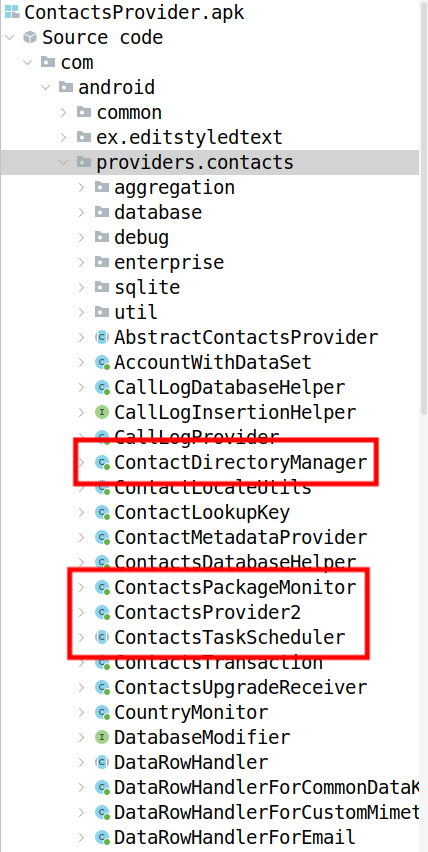 ContactsProvider.apk
Source code
com
android
common
ex.editstyledtext
providers.contacts
aggregation
database
debug
enterprise
sqlite
util
AbstractContactsProvider
AccountWithDataSet
CallLogDatabaseHelper
CallLogInsertionHelper
CallLogProvider
ContactDirectoryManager
ContactLocaleUtils
ContactLookupKey
ContactMetadataProvider
ContactsDatabaseHelper
ContactsPackageMonitor
ContactsProvider2
ContactsTaskScheduler
ContactsTransaction
ContactsUpgradeReceiver
CountryMonitor
DatabaseModifier
DataRowHandler
DataRowHandlerForCommonDataK
DataRowHandlerForCustomMimet
DataRowHandlerForEmail